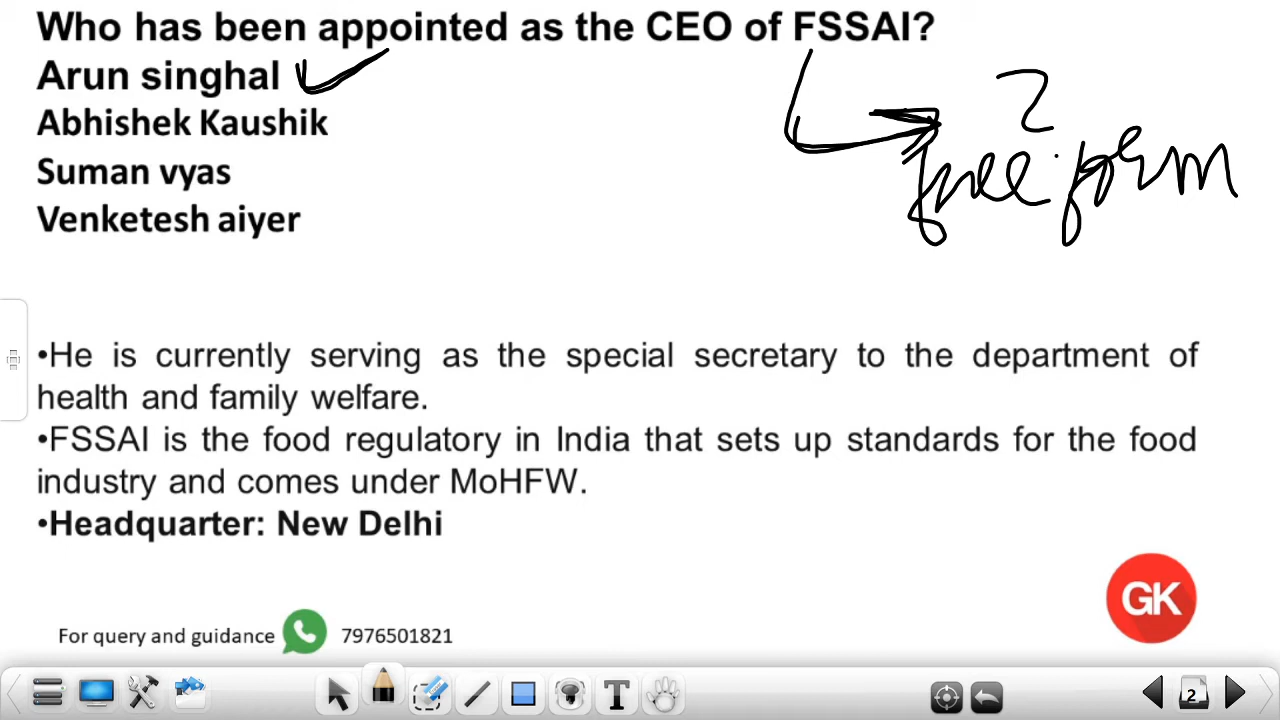 Who has been appointed as the CEO of FSSAI?
Arun singhal
Abhishek Kaushik
Suman vyas
Venketesh aiyer
?
full form
•He is currently serving as the special secretary to the department of
health and family welfare.
•FSSAI is the food regulatory in India that sets up standards for the food
industry and comes under MoHFW.
•Headquarter: New Delhi
GK
For query and guidance 7976501821
T
2